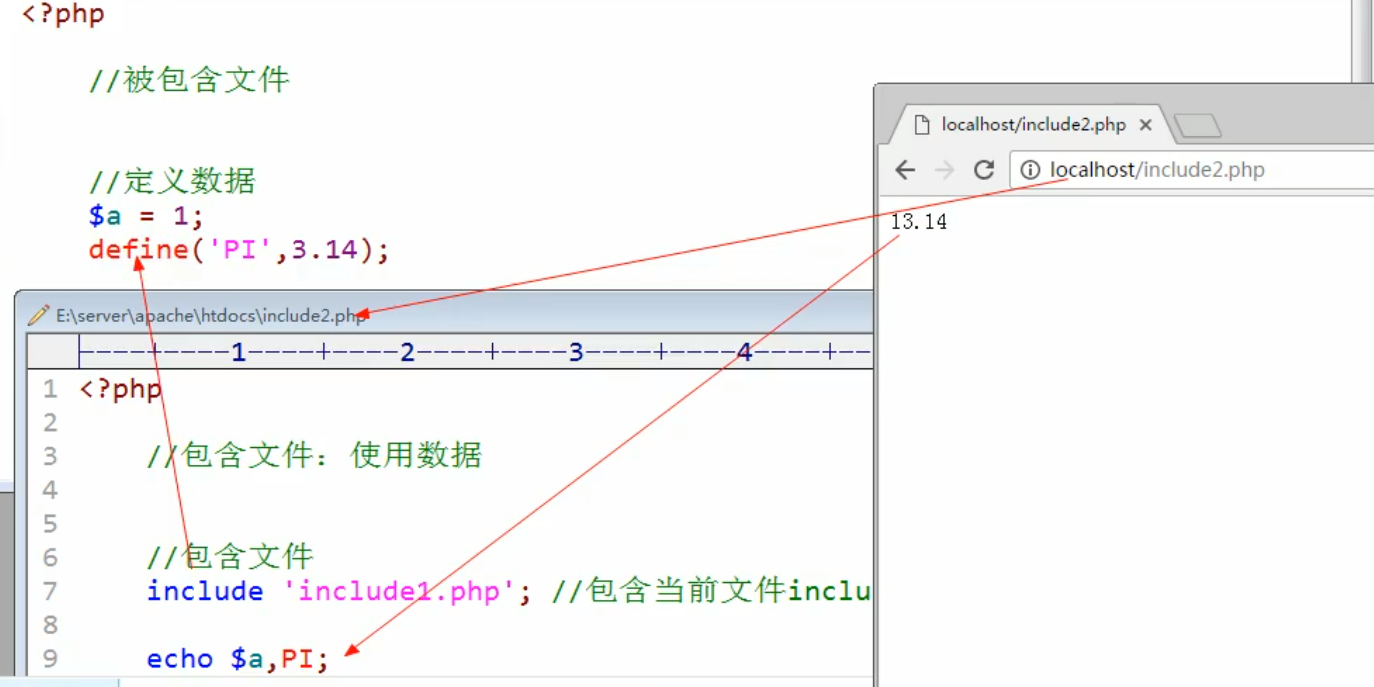 <?php
//被包含文件
//定义数据
$a = 1;
define('PI',3.14);
E:\server\apache\htdocs\include2.php
----+----1----+----2----+----3----+----4----+--
1 <?php
2
3 //包含文件：使用数据
4
5
6 //包含文件
7 include 'include1.php'; //包含当前文件inclu
8
9 echo $a,PI;
localhost/include2.php
localhost/include2.php
13.14